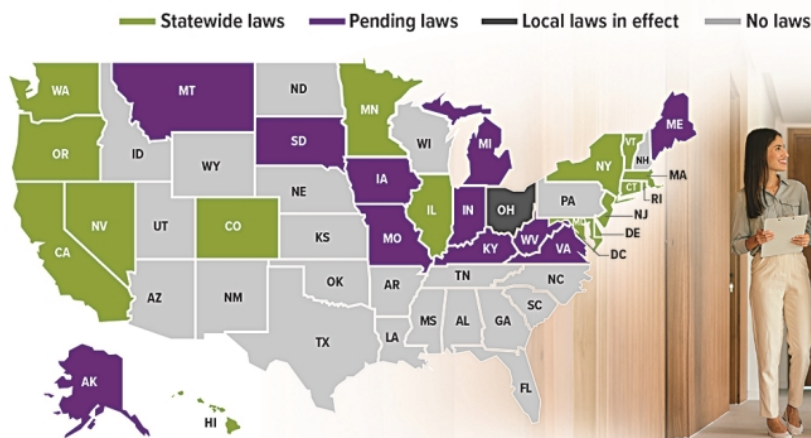 Statewide laws Pending laws Local laws in effect No laws
WA MT ND MN ME
OR ID WY SD WI MI NY VT NH MA
NE IA IL IN OH PA CT RI
NV UT CO KS MO KY WV VA NJ
CA DE
DC
AZ NM OK AR TN NC
TX LA MS AL GA SC
FL
AK
HI